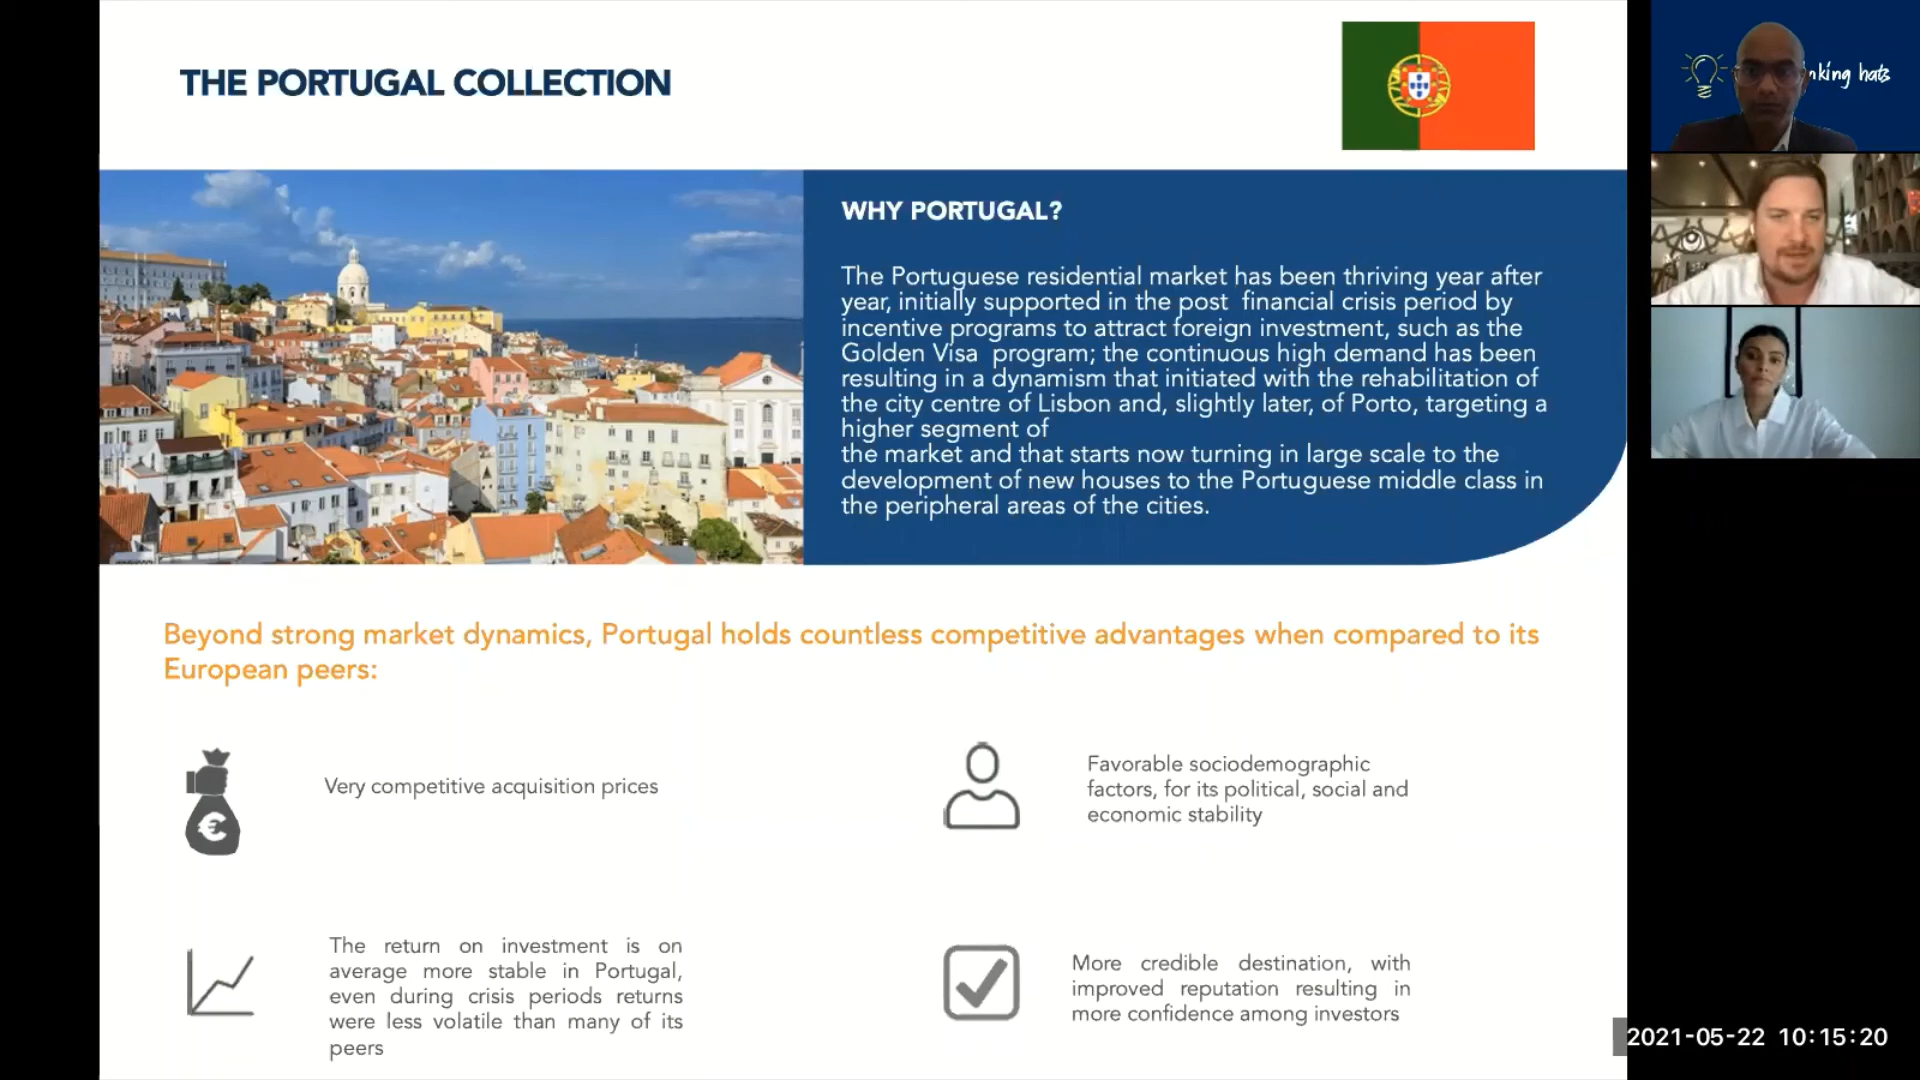 THE PORTUGAL COLLECTION
nking hats
WHY PORTUGAL?
The Portuguese residential market has been thriving year after
year, initially supported in the post financial crisis period by
incentive programs to attract foreign investment, such as the
Golden Visa program; the continuous high demand has been
resulting in a dynamism that initiated with the rehabilitation of
the city centre of Lisbon and, slightly later, of Porto, targeting a
higher segment of
the market and that starts now turning in large scale to the
development of new houses to the Portuguese middle class in
the peripheral areas of the cities.
Beyond strong market dynamics, Portugal holds countless competitive advantages when compared to its
European peers:
€
Very competitive acquisition prices
Favorable sociodemographic
factors, for its political, social and
economic stability
The return on investment is on
average more stable in Portugal,
even during crisis periods returns
were less volatile than many of its
peers
More credible destination, with
improved reputation resulting in
more confidence among investors
2021-05-22 10:15:20